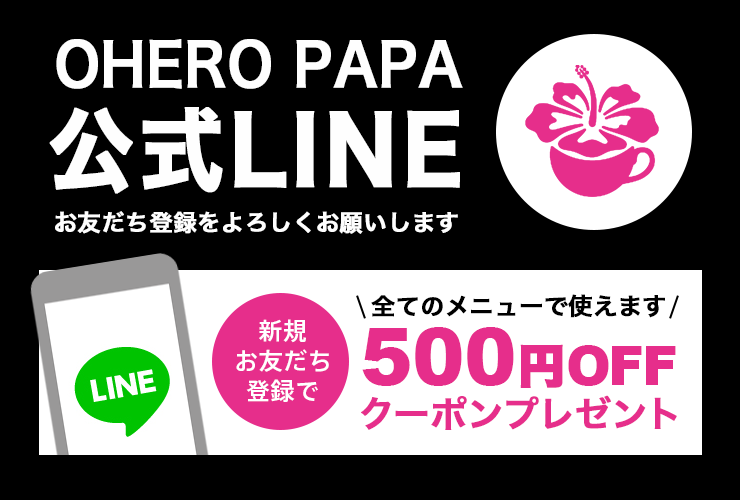 OHERO PAPA
公式LINE
お友だち登録をよろしくお願いします
LINE
新規
お友だち
登録で
\ 全てのメニューで使えます /
500円OFF
クーポンプレゼント